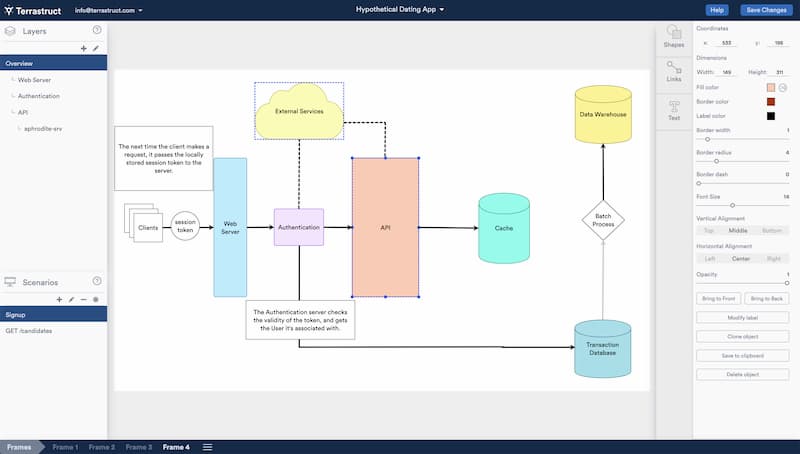 Terrastruct
info@terrastruct.com
Hypothetical Dating App
Help
Save Changes
Layers
?
Overview
Web Server
Authentication
API
aphrodite-srv
Scenarios
?
Signup
GET /candidates
External Services
The next time the client makes a
request, it passes the locally
stored session token to the
server.
Clients
session
token
Web
Server
Authentication
API
Cache
Data Warehouse
Batch
Process
The Authentication server checks
the validity of the token, and gets
the User it's associated with.
Transaction
Database
Shapes
Links
T
Text
Coordinates
X: 533 y: 198
Dimensions
Width: 149 Height: 311
Fill color
Border color
Label color
Border width 1
Border radius 4
Border dash 0
Font Size 14
Vertical Alignment
Top Middle Bottom
Horizontal Alignment
Left Center Right
Opacity 1
Bring to Front Bring to Back
Modify label
Clone object
Save to clipboard
Delete object
Frames Frame 1 Frame 2 Frame 3 Frame 4